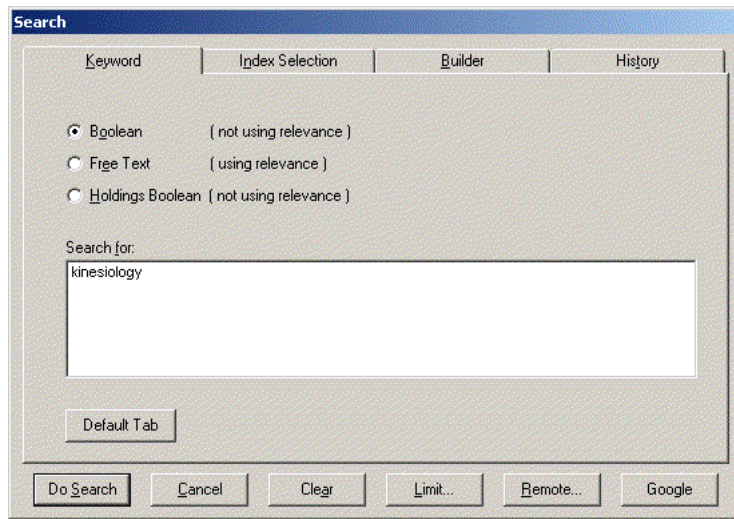 Search
Keyword Index Selection Builder History
Boolean ( not using relevance )
Free Text ( using relevance )
Holdings Boolean ( not using relevance )
Search for:
kinesiology
Default Tab
Do Search Cancel Clear Limit... Remote... Google